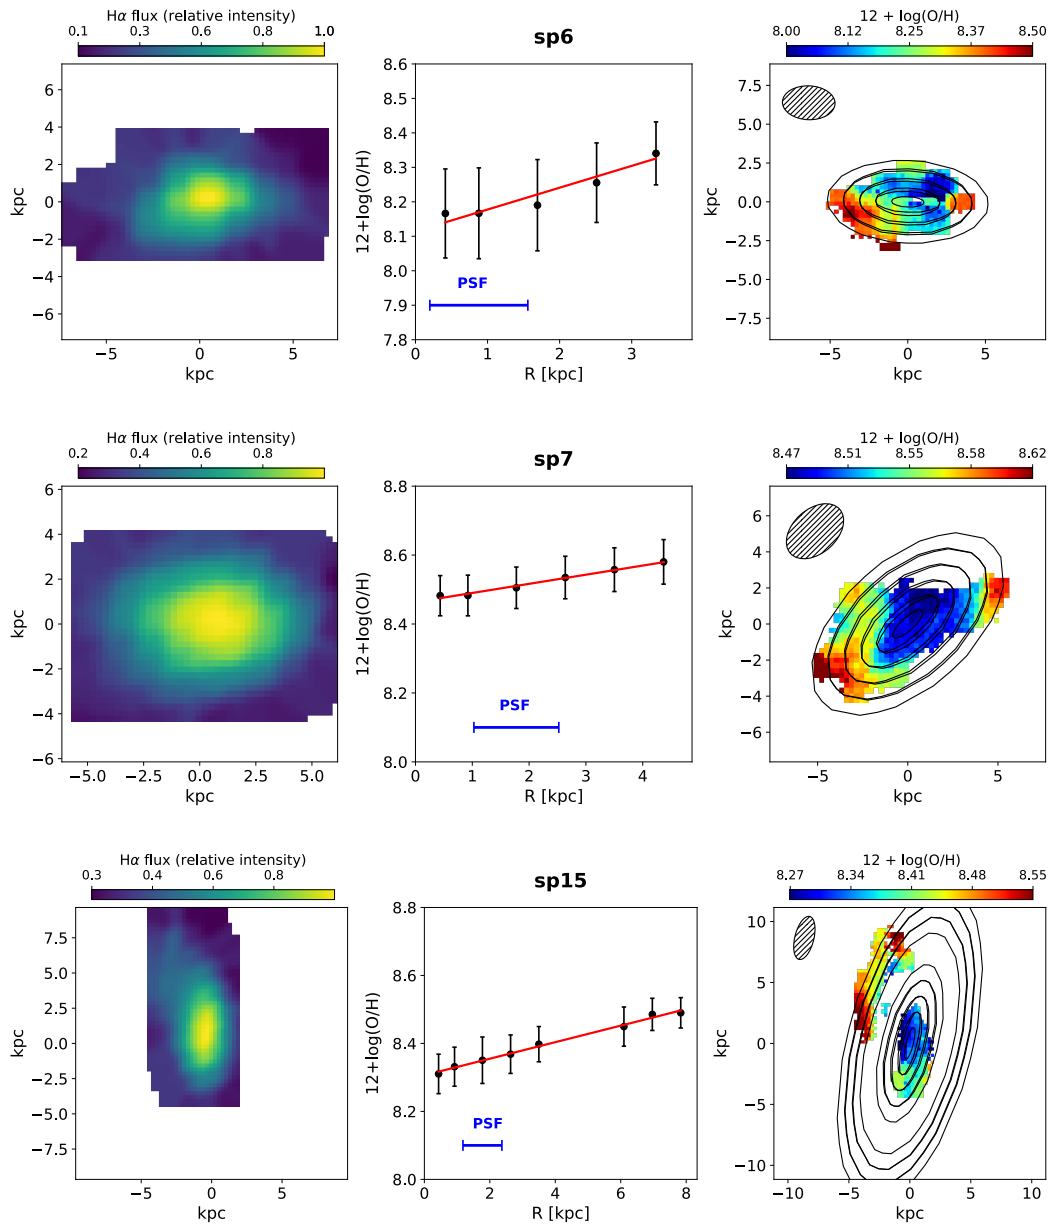 Hα flux (relative intensity)
0.1 0.3 0.4 0.6 0.8 1.0 1.0
6
4
2
0
−2
−4
−6
kpc
−5 0 5
kpc
sp6
8.6
8.5
8.4
8.3
8.2
8.1
8.0
7.9
7.8
12+log(O/H)
PSF
0 1 2 3
R [kpc]
12 + log(O/H)
8.00 8.12 8.25 8.37 8.50
7.5
5.0
2.5
0.0
−2.5
−5.0
−7.5
kpc
−5 0 5
kpc
Hα flux (relative intensity)
0.2 0.4 0.6 0.8
6
4
2
0
−2
−4
−6
kpc
−5.0 −2.5 0.0 2.5 5.0
kpc
sp7
8.8
8.6
8.4
8.2
8.0
12+log(O/H)
PSF
0 1 2 3 4
R [kpc]
12 + log(O/H)
8.47 8.51 8.55 8.58 8.62
6
4
2
0
−2
−4
−6
kpc
−5 0 5
kpc
Hα flux (relative intensity)
0.3 0.4 0.6 0.8
7.5
5.0
2.5
0.0
−2.5
−5.0
−7.5
kpc
−5 0 5
kpc
sp15
8.8
8.6
8.4
8.2
8.0
12+log(O/H)
PSF
0 2 4 6 8
R [kpc]
12 + log(O/H)
8.27 8.34 8.41 8.48 8.55
10
5
0
−5
−10
kpc
−10 −5 0 5 10
kpc